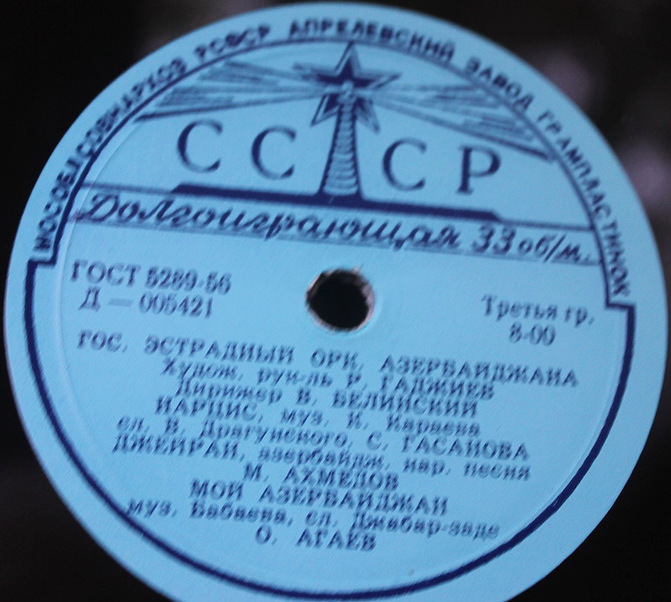 МОСОБЛСОВНАРХОЗ РСФСР АПРЕЛЕВСКИЙ ЗАВОД ГРАМПЛАСТИНОК
СССР
Долгоиграющая 33 об/м.
ГОСТ 5289-56
Д — 005421
Третья гр.
8-00
ГОС. ЭСТРАДНЫЙ ОРК. АЗЕРБАЙДЖАНА
Худож. рук-ль Р. ГАДЖИЕВ
Дирижер В. БЕЛИНСКИЙ
НАРЦИС, муз. К. Караева
сл. В. Драгунского, С. ГАСАНОВА
ДЖЕЙРАН, азербайдж. нар. песня
М. АХМЕДОВ
МОЙ АЗЕРБАЙДЖАН
муз. Бабаева, сл. Джабар-заде
О. АГАЕВ